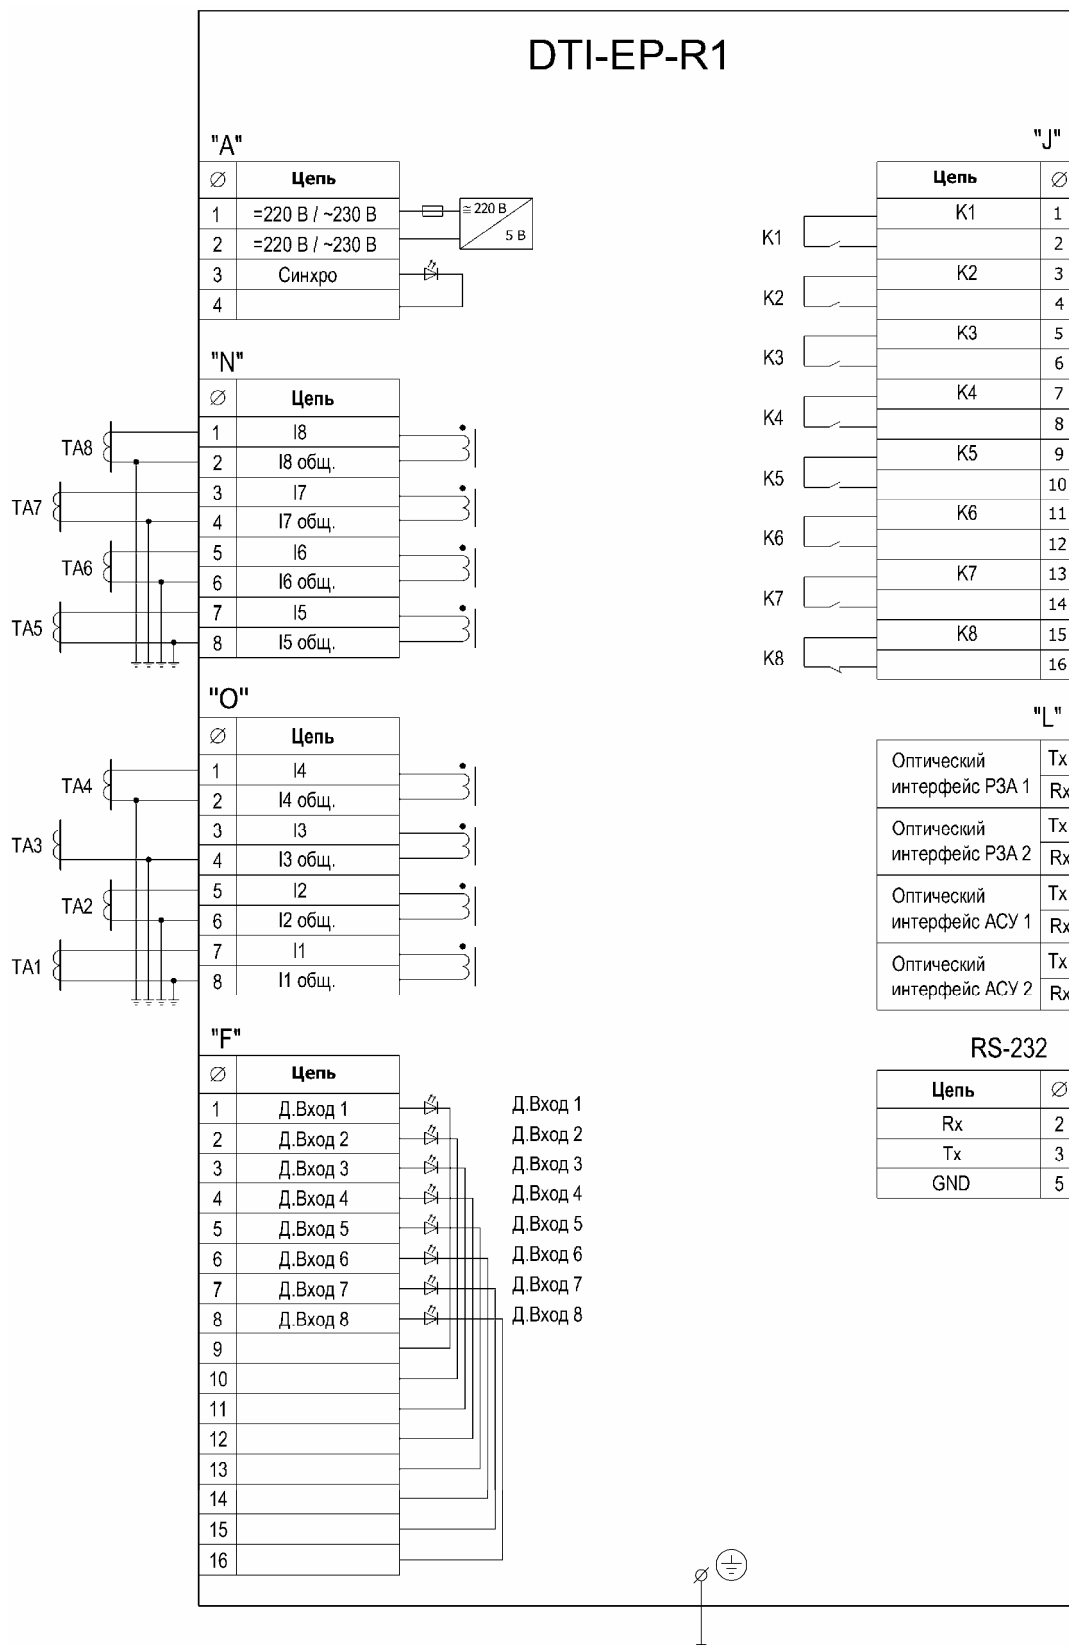 DTI-EP-R1
"A"
∅ Цепь
1 =220 В / ~230 В
2 =220 В / ~230 В
3 Синхро
4
≅ 220 В
5 В
"N"
∅ Цепь
1 I8
2 I8 общ.
3 I7
4 I7 общ.
5 I6
6 I6 общ.
7 I5
8 I5 общ.
TA8
TA7
TA6
TA5
"O"
∅ Цепь
1 I4
2 I4 общ.
3 I3
4 I3 общ.
5 I2
6 I2 общ.
7 I1
8 I1 общ.
TA4
TA3
TA2
TA1
"F"
∅ Цепь
1 Д.Вход 1
2 Д.Вход 2
3 Д.Вход 3
4 Д.Вход 4
5 Д.Вход 5
6 Д.Вход 6
7 Д.Вход 7
8 Д.Вход 8
9
10
11
12
13
14
15
16
Д.Вход 1
Д.Вход 2
Д.Вход 3
Д.Вход 4
Д.Вход 5
Д.Вход 6
Д.Вход 7
Д.Вход 8
"J"
Цепь ∅
K1 1
2
K2 3
4
K3 5
6
K4 7
8
K5 9
10
K6 11
12
K7 13
14
K8 15
16
K1
K2
K3
K4
K5
K6
K7
K8
"L"
Оптический
интерфейс РЗА 1
Tx
Rx
Оптический
интерфейс РЗА 2
Tx
Rx
Оптический
интерфейс АСУ 1
Tx
Rx
Оптический
интерфейс АСУ 2
Tx
Rx
RS-232
Цепь ∅
Rx 2
Tx 3
GND 5